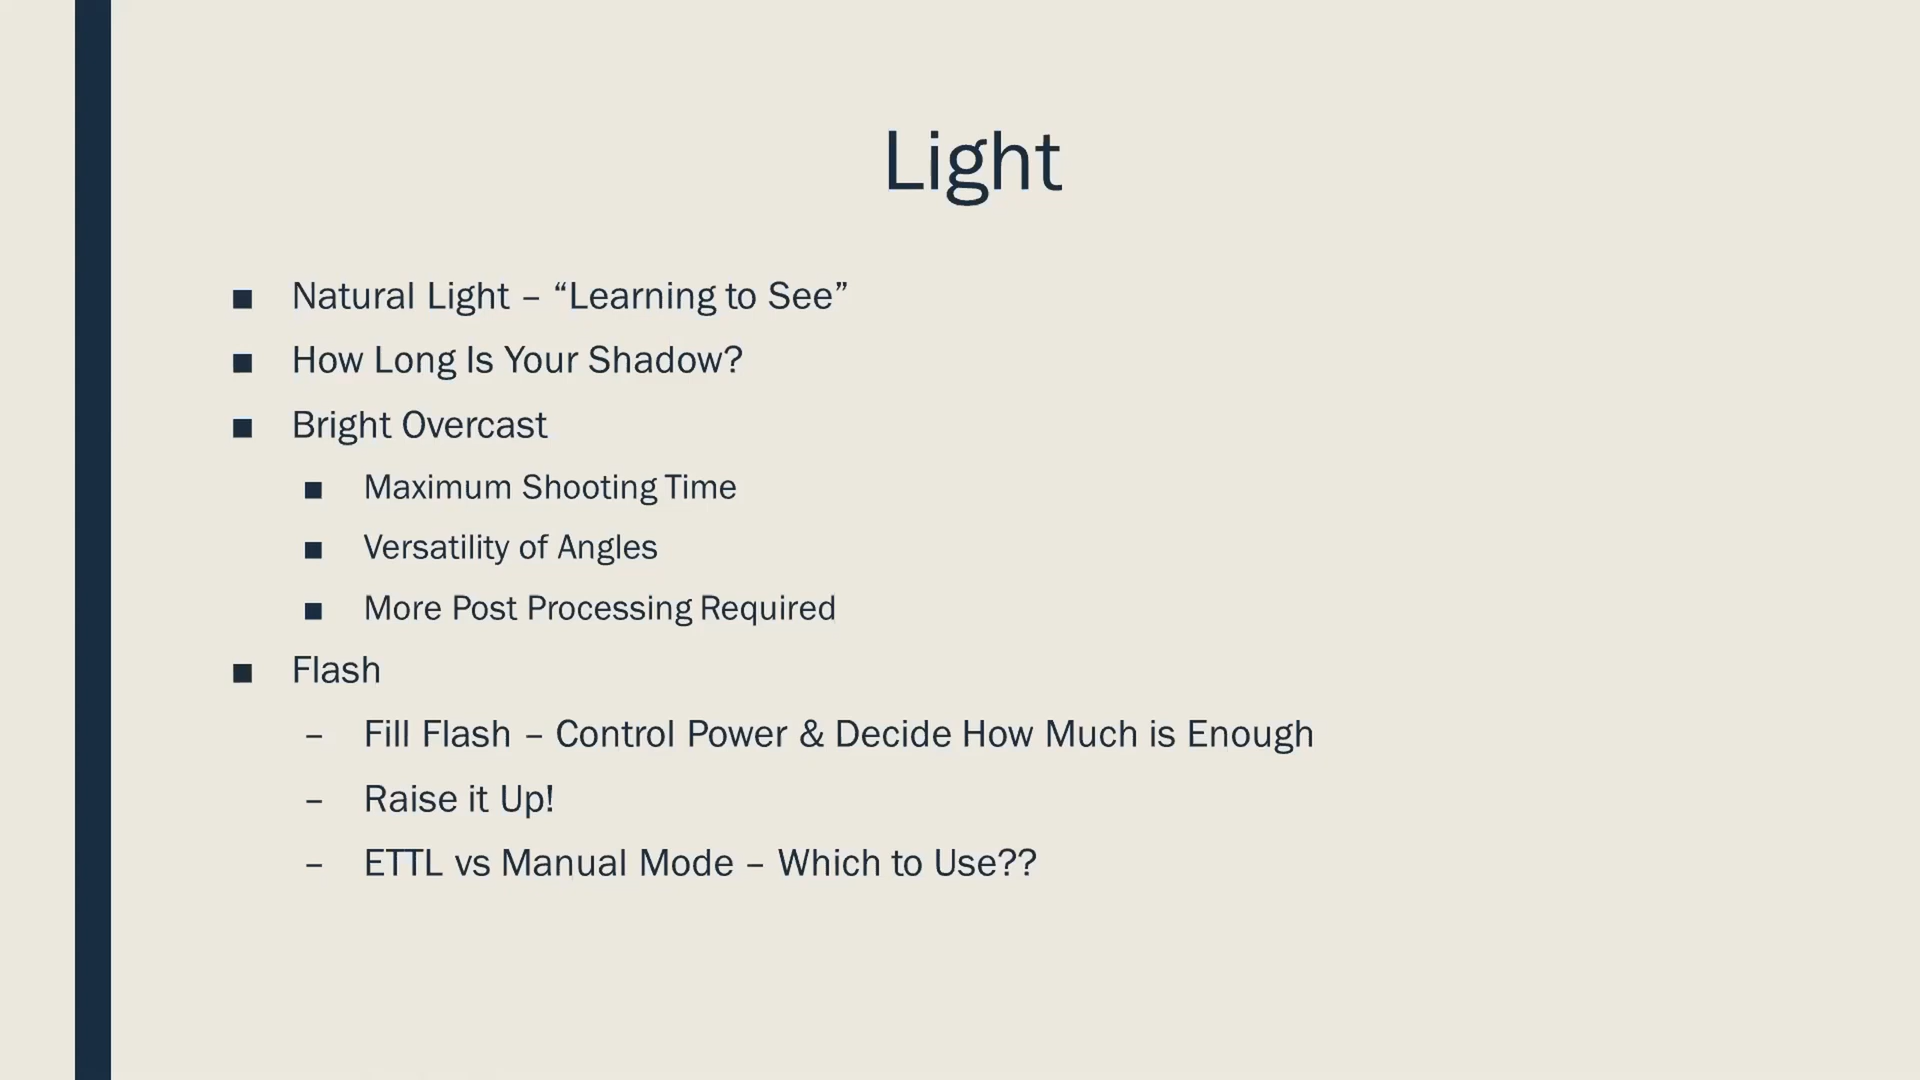 Light
■ Natural Light – “Learning to See”
■ How Long Is Your Shadow?
■ Bright Overcast
■ Maximum Shooting Time
■ Versatility of Angles
■ More Post Processing Required
■ Flash
– Fill Flash – Control Power & Decide How Much is Enough
– Raise it Up!
– ETTL vs Manual Mode – Which to Use??